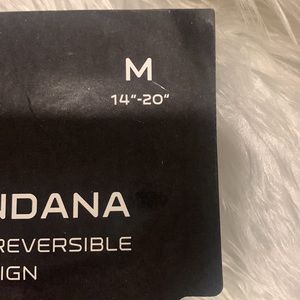 M
14"-20"
NDANA
REVERSIBLE
IGN